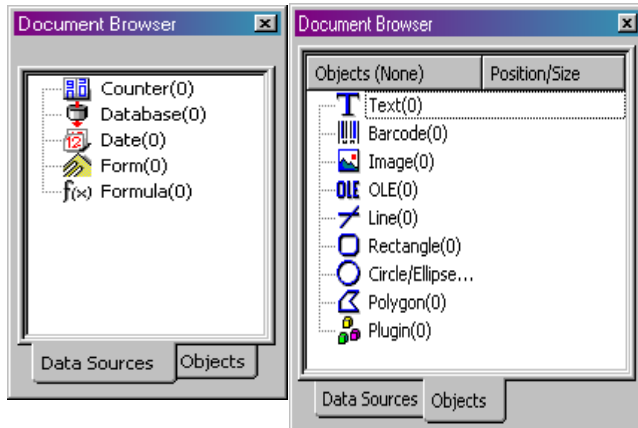 Document Browser
Counter(0)
Database(0)
12
Date(0)
Form(0)
f(x) Formula(0)
Data Sources Objects
Document Browser
Objects (None) Position/Size
T Text(0)
Barcode(0)
Image(0)
OLE OLE(0)
Line(0)
Rectangle(0)
Circle/Ellipse...
Polygon(0)
Plugin(0)
Data Sources Objects